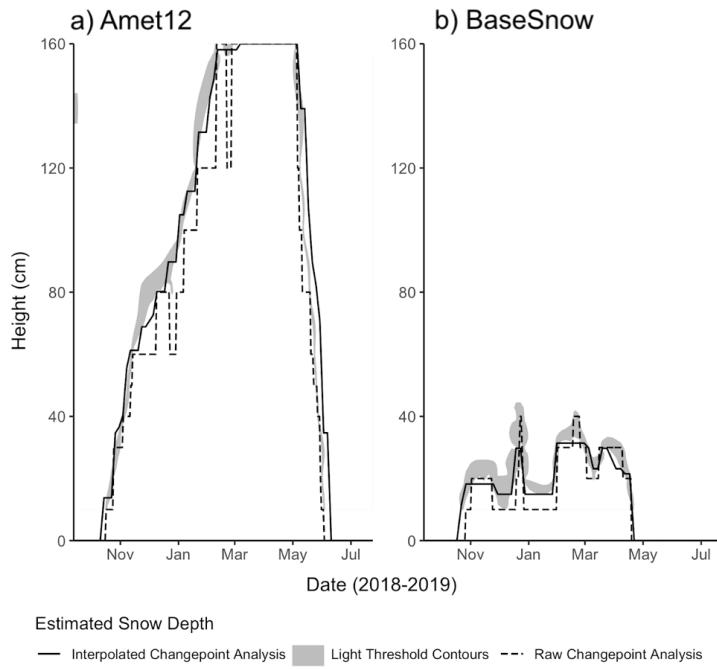 a) Amet12
b) BaseSnow
160
120
80
40
0
160
120
80
40
0
Height (cm)
Nov Jan Mar May Jul
Nov Jan Mar May Jul
Date (2018-2019)
Estimated Snow Depth
Interpolated Changepoint Analysis Light Threshold Contours Raw Changepoint Analysis